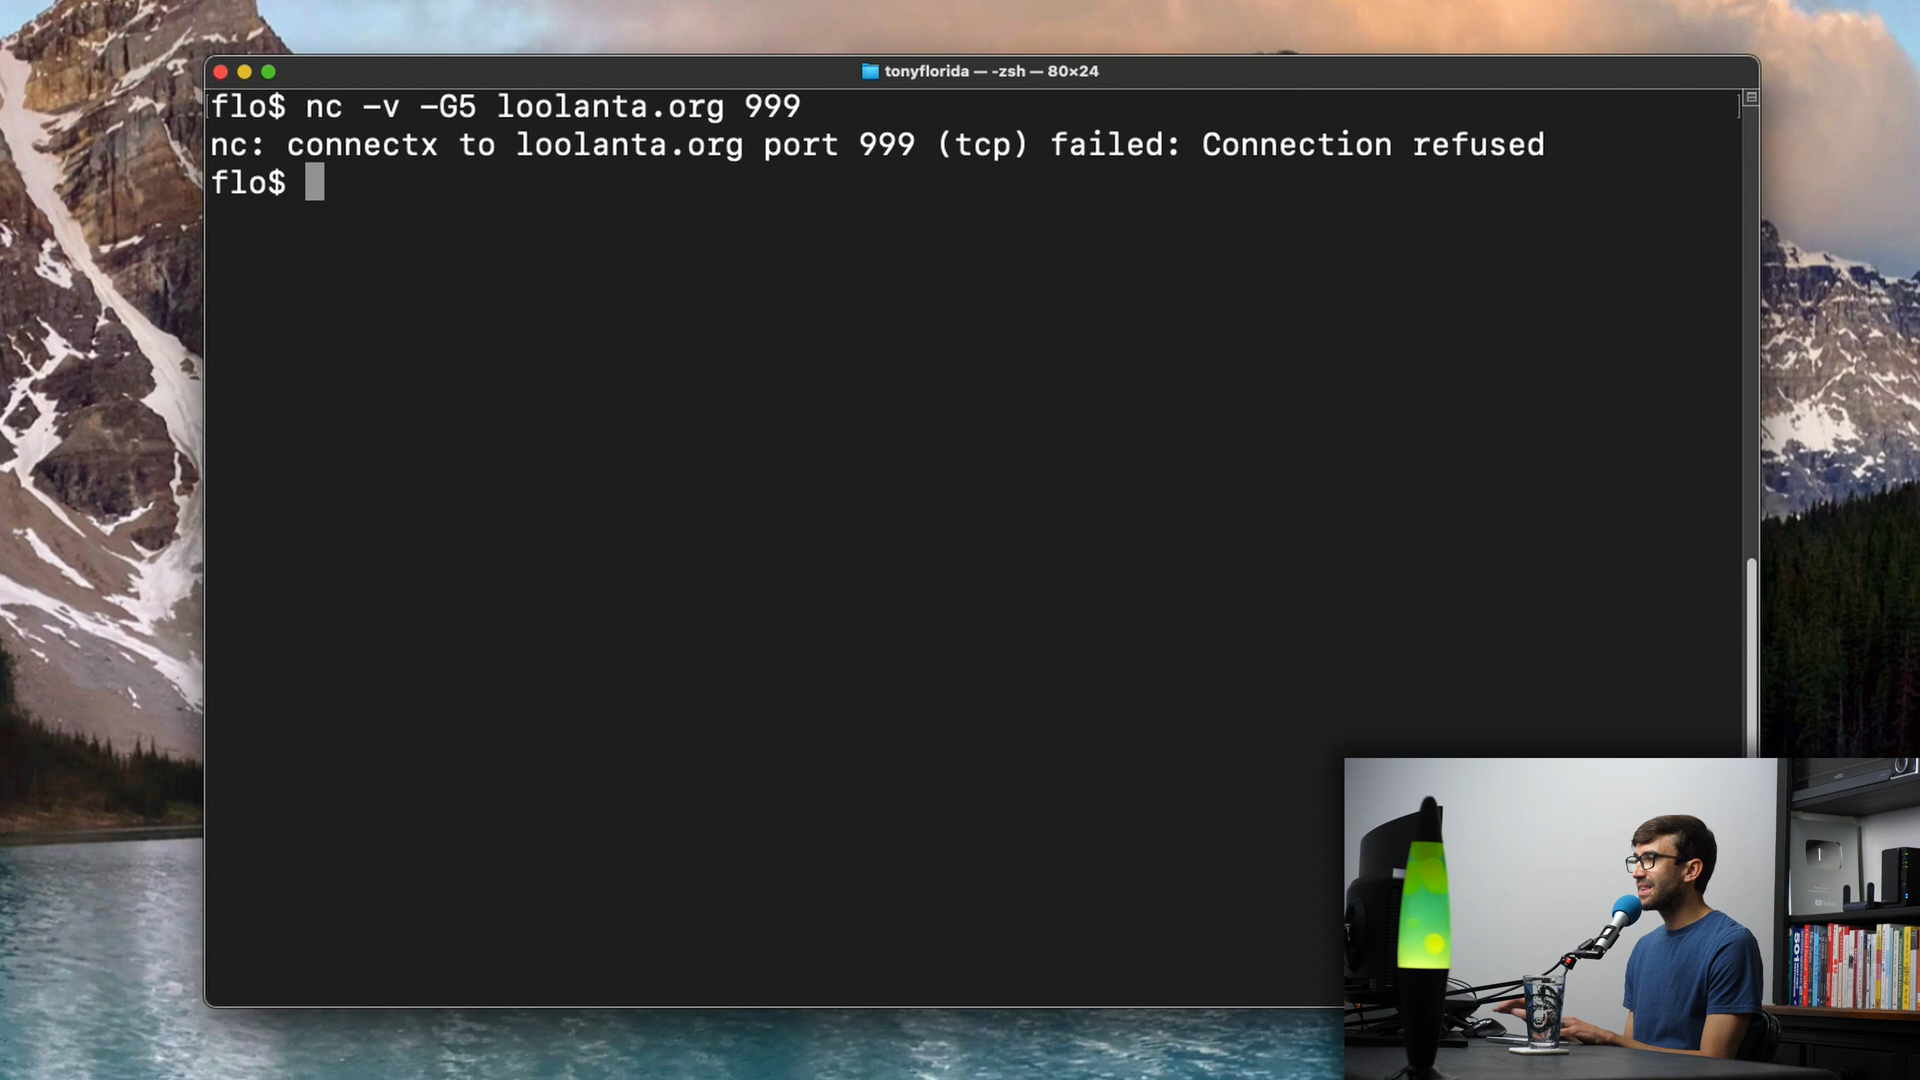 tonyflorida — -zsh — 80×24
flo$ nc -v -G5 loolanta.org 999
nc: connectx to loolanta.org port 999 (tcp) failed: Connection refused
flo$